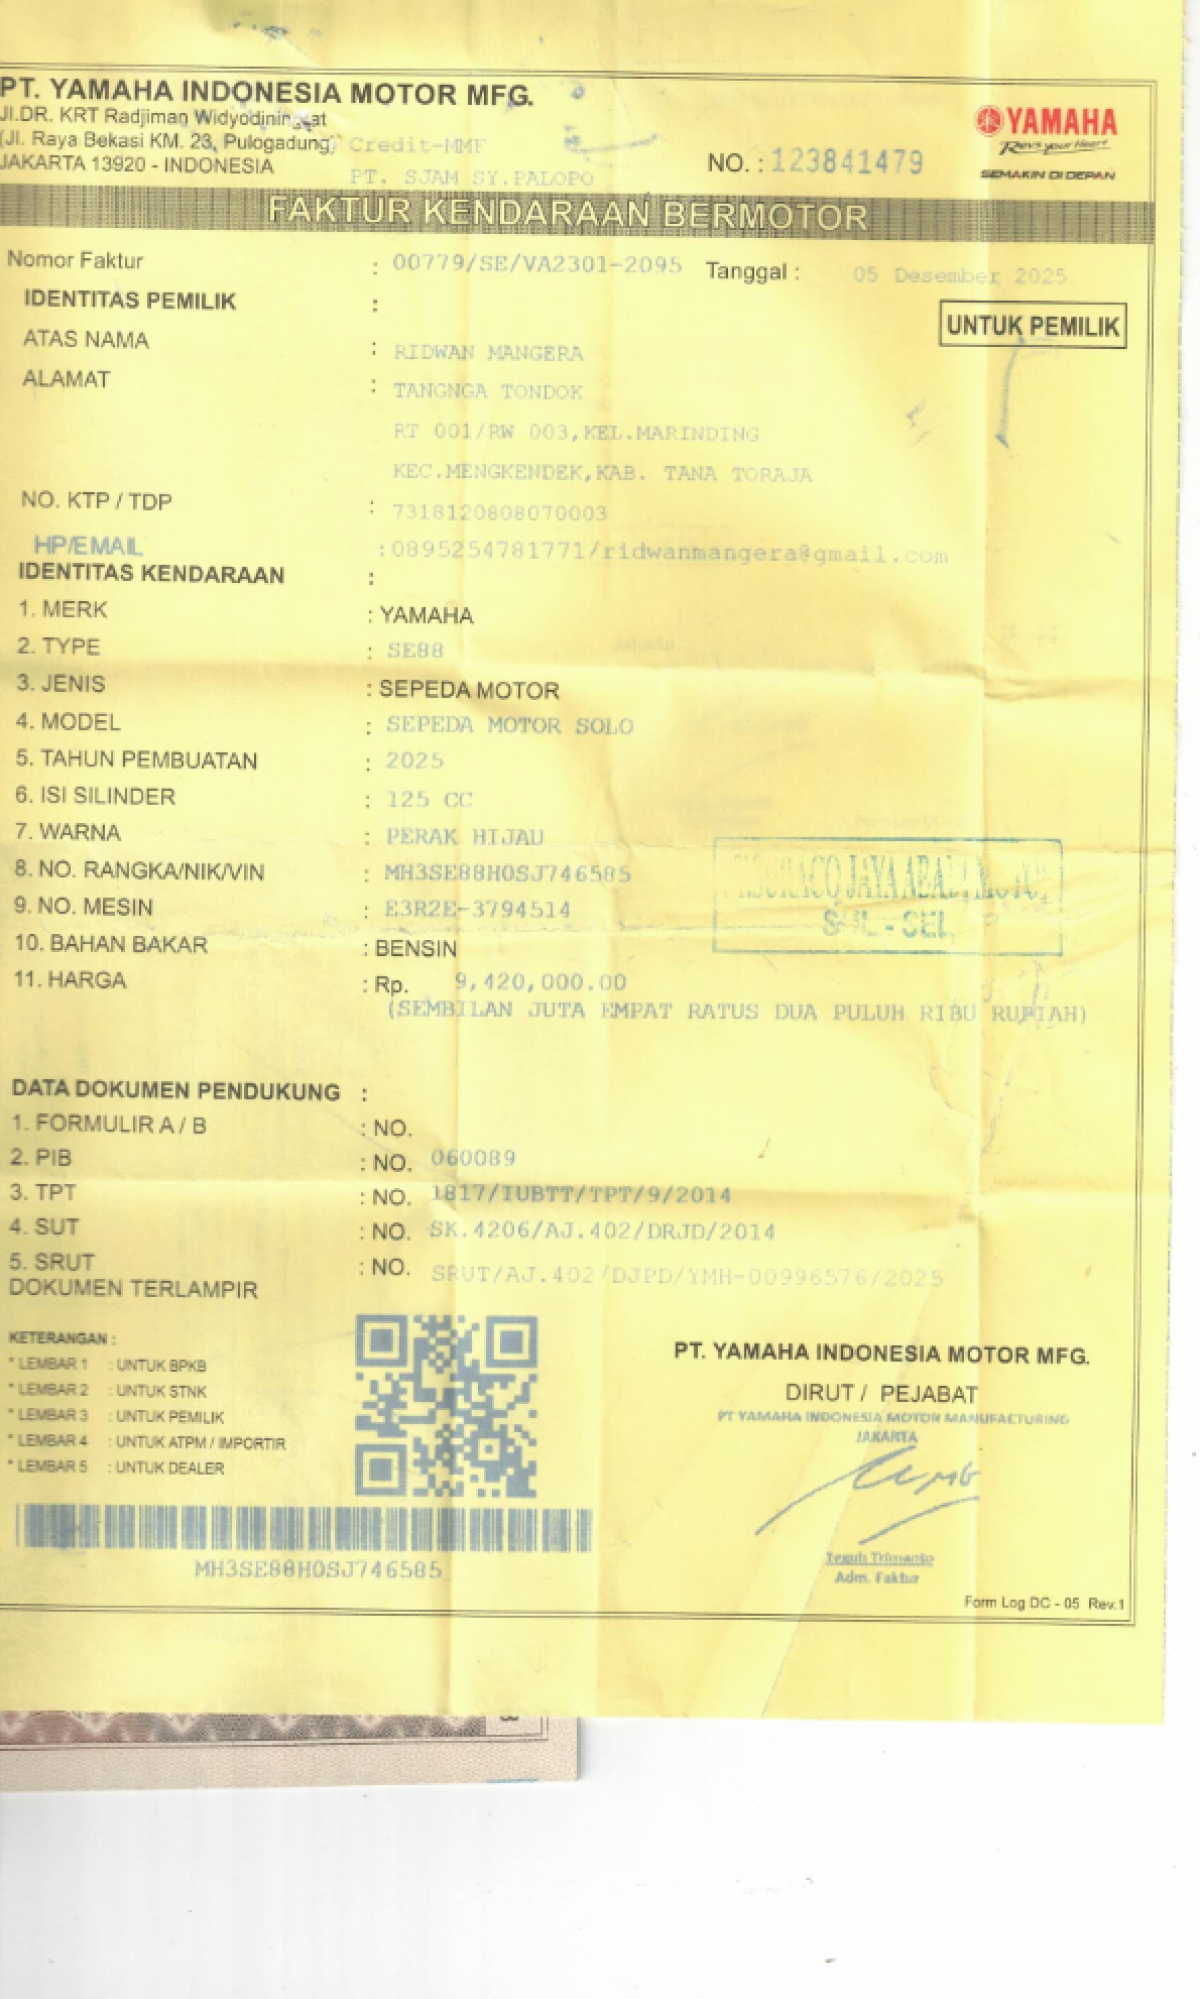 PT. YAMAHA INDONESIA MOTOR MFG.
Jl.DR. KRT Radjiman Widyodiningrat
(Jl. Raya Bekasi KM. 23, Pulogadung)
JAKARTA 13920 - INDONESIA
Credit-MMF
PT. SJAM SY.PALOPO
NO. : 123841479
YAMAHA
Revs your Heart
SEMAKIN DI DEPAN
FAKTUR KENDARAAN BERMOTOR
Nomor Faktur : 00779/SE/VA2301-2095 Tanggal : 05 Desember 2025
IDENTITAS PEMILIK :
UNTUK PEMILIK
ATAS NAMA : RIDWAN MANGERA
ALAMAT : TANGNGA TONDOK
RT 001/RW 003,KEL.MARINDING
KEC.MENGKENDEK,KAB. TANA TORAJA
NO. KTP / TDP : 7318120808070003
HP/EMAIL :0895254781771/ridwanmangera@gmail.com
IDENTITAS KENDARAAN :
1. MERK : YAMAHA
2. TYPE : SE88
3. JENIS : SEPEDA MOTOR
4. MODEL : SEPEDA MOTOR SOLO
5. TAHUN PEMBUATAN : 2025
6. ISI SILINDER : 125 CC
7. WARNA : PERAK HIJAU
8. NO. RANGKA/NIK/VIN : MH3SE88H0SJ746585
9. NO. MESIN : E3R2E-3794514
10. BAHAN BAKAR : BENSIN
11. HARGA : Rp. 9,420,000.00
(SEMBILAN JUTA EMPAT RATUS DUA PULUH RIBU RUPIAH)
JAYA
SUL - SEL
DATA DOKUMEN PENDUKUNG :
1. FORMULIR A / B : NO.
2. PIB : NO. 060089
3. TPT : NO. 1817/IUBTT/TPT/9/2014
4. SUT : NO. SK.4206/AJ.402/DRJD/2014
5. SRUT : NO. SRUT/AJ.402/DJPD/YMH-00996576/2025
DOKUMEN TERLAMPIR
KETERANGAN :
* LEMBAR 1 : UNTUK BPKB
* LEMBAR 2 : UNTUK STNK
* LEMBAR 3 : UNTUK PEMILIK
* LEMBAR 4 : UNTUK ATPM / IMPORTIR
* LEMBAR 5 : UNTUK DEALER
MH3SE88H0SJ746585
PT. YAMAHA INDONESIA MOTOR MFG.
DIRUT / PEJABAT
PT YAMAHA INDONESIA MOTOR MANUFACTURING
JAKARTA
Adm. Faktur
Form Log DC - 05 Rev.1